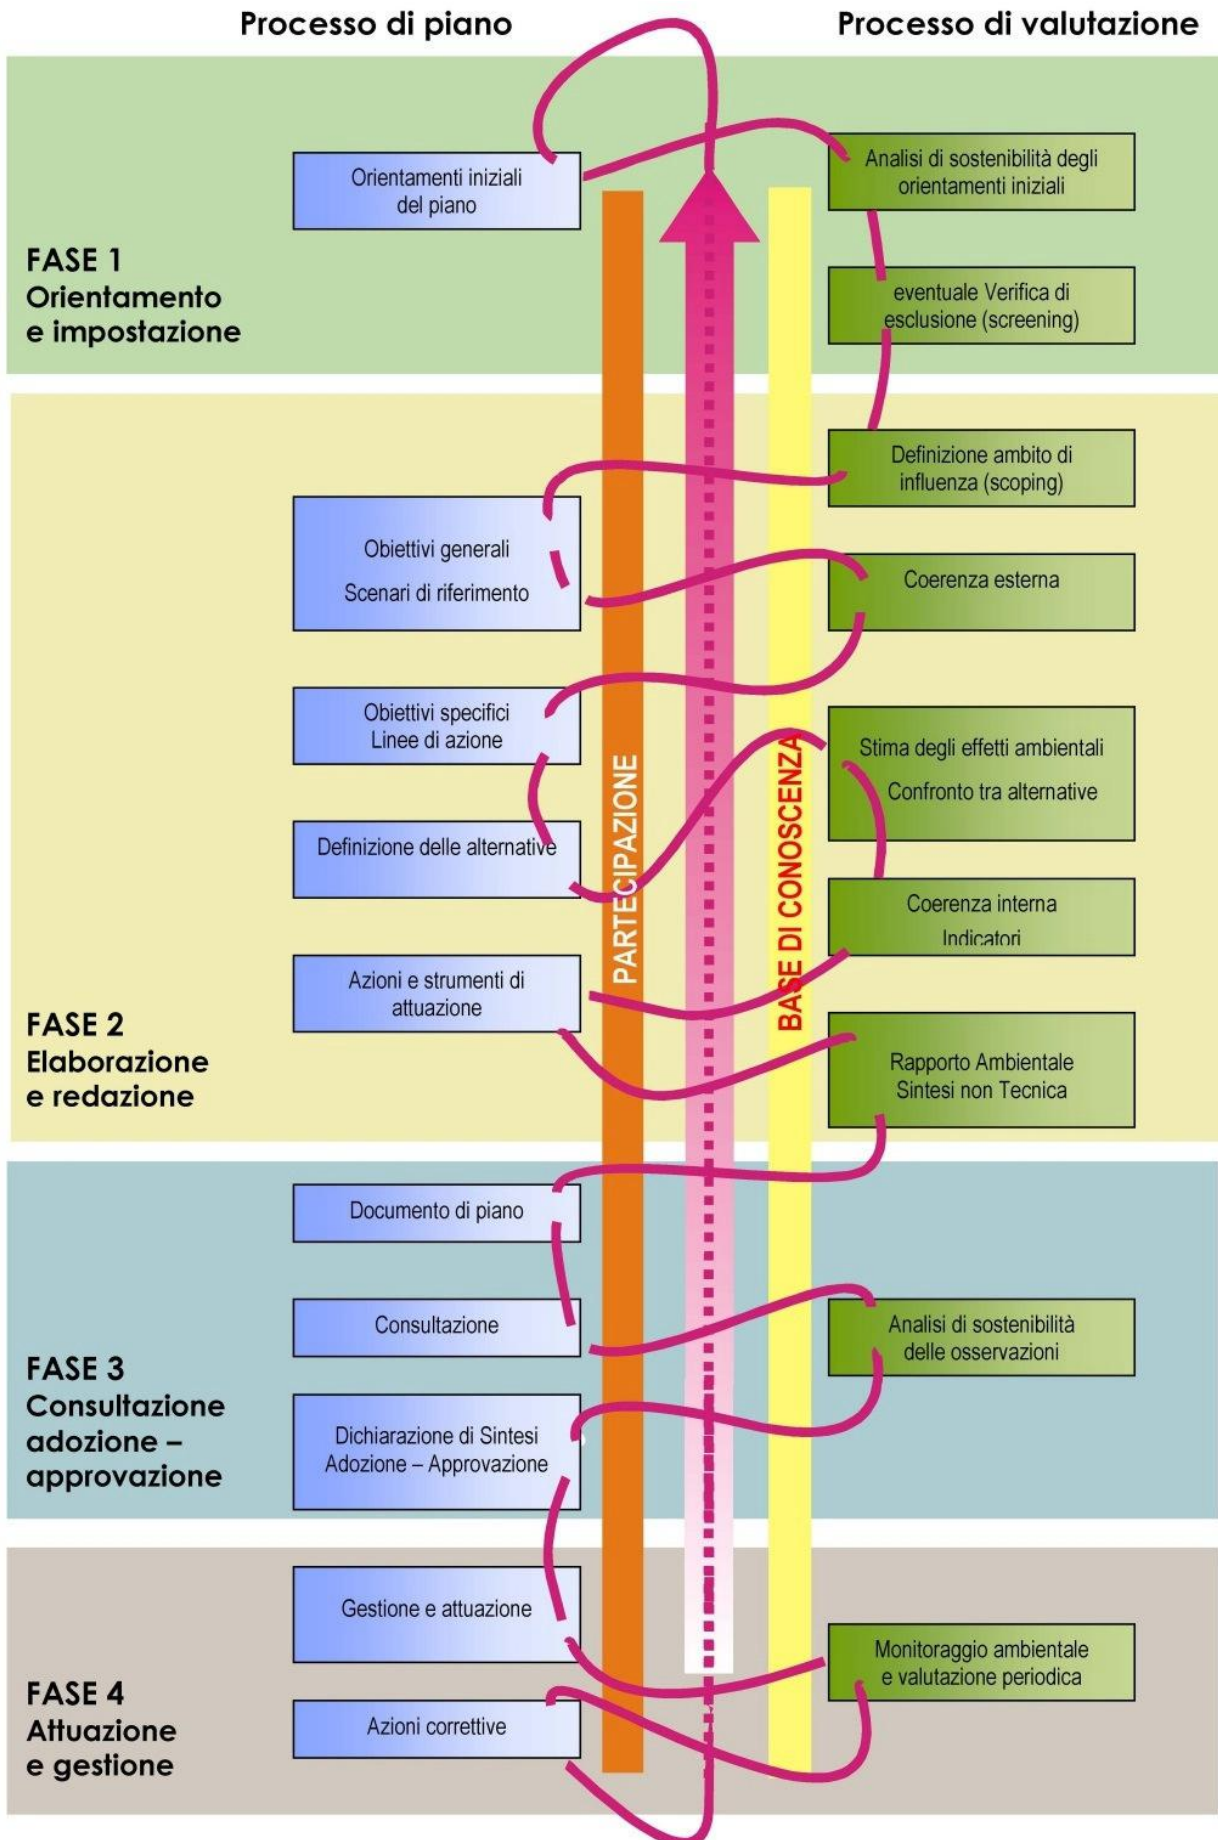 Processo di piano
Processo di valutazione
FASE 1
Orientamento
e impostazione
Orientamenti iniziali
del piano
Analisi di sostenibilità degli
orientamenti iniziali
eventuale Verifica di
esclusione (screening)
FASE 2
Elaborazione
e redazione
Definizione ambito di
influenza (scoping)
Obiettivi generali
Scenari di riferimento
Coerenza esterna
Obiettivi specifici
Linee di azione
Stima degli effetti ambientali
Confronto tra alternative
Definizione delle alternative
Coerenza interna
Indicatori
Azioni e strumenti di
attuazione
Rapporto Ambientale
Sintesi non Tecnica
PARTECIPAZIONE
BASE DI CONOSCENZA
FASE 3
Consultazione
adozione –
approvazione
Documento di piano
Consultazione
Analisi di sostenibilità
delle osservazioni
Dichiarazione di Sintesi
Adozione – Approvazione
FASE 4
Attuazione
e gestione
Gestione e attuazione
Monitoraggio ambientale
e valutazione periodica
Azioni correttive